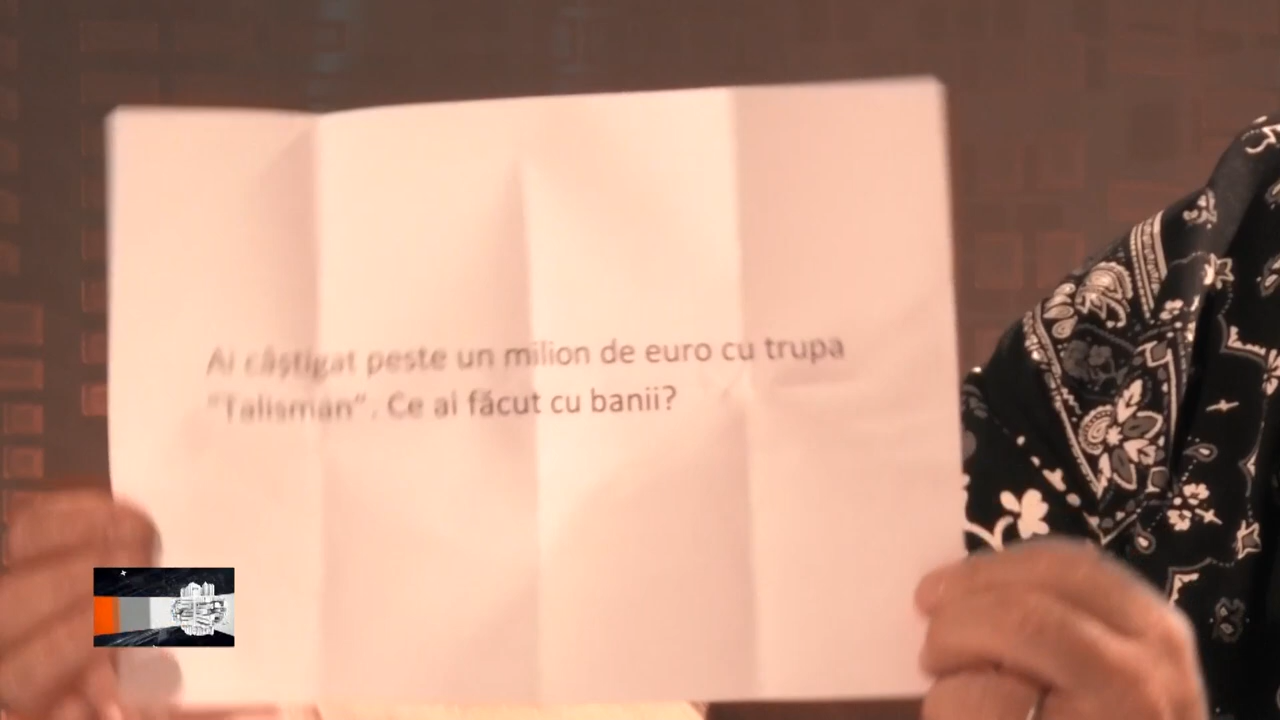 Ai câștigat peste un milion de euro cu trupa
"Talisman". Ce ai făcut cu banii?